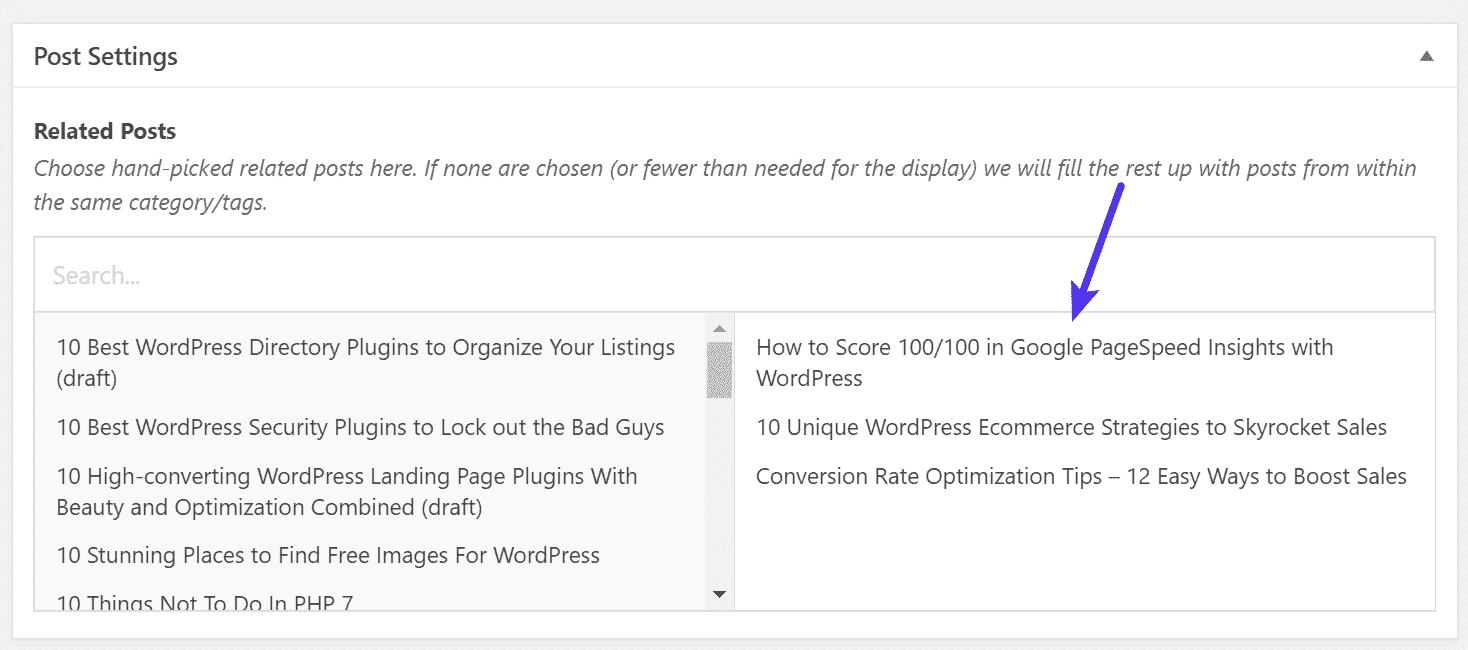 Post Settings
Related Posts
Choose hand-picked related posts here. If none are chosen (or fewer than needed for the display) we will fill the rest up with posts from within
the same category/tags.
Search...
10 Best WordPress Directory Plugins to Organize Your Listings
(draft)
10 Best WordPress Security Plugins to Lock out the Bad Guys
10 High-converting WordPress Landing Page Plugins With
Beauty and Optimization Combined (draft)
10 Stunning Places to Find Free Images For WordPress
10 Things Not To Do In PHP 7
How to Score 100/100 in Google PageSpeed Insights with
WordPress
10 Unique WordPress Ecommerce Strategies to Skyrocket Sales
Conversion Rate Optimization Tips – 12 Easy Ways to Boost Sales